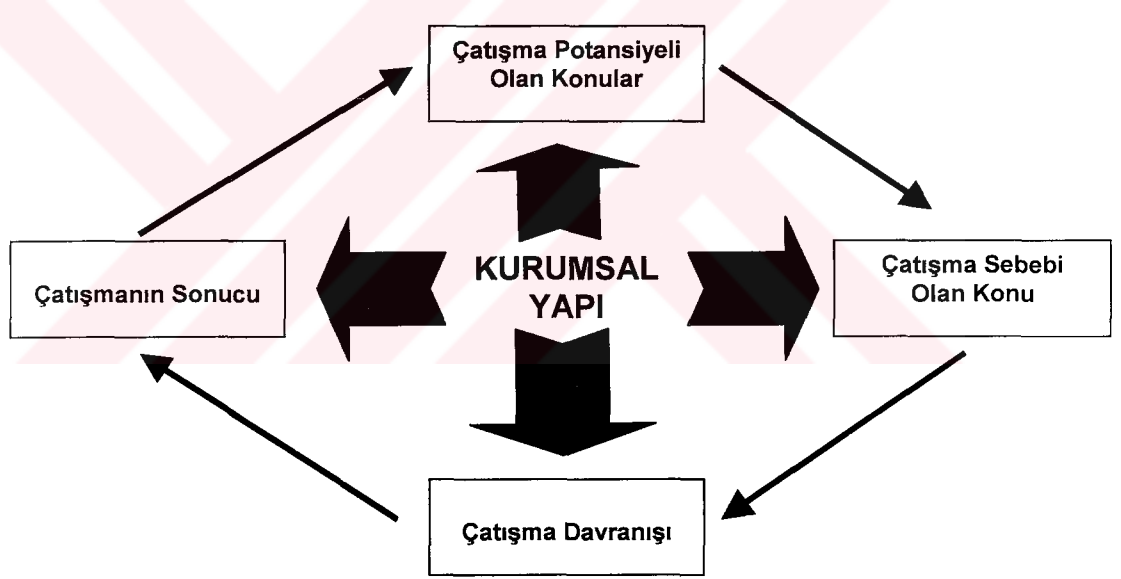 Çatışma Potansiyeli
Olan Konular
Çatışmanın Sonucu
KURUMSAL
YAPI
Çatışma Sebebi
Olan Konu
Çatışma Davranışı